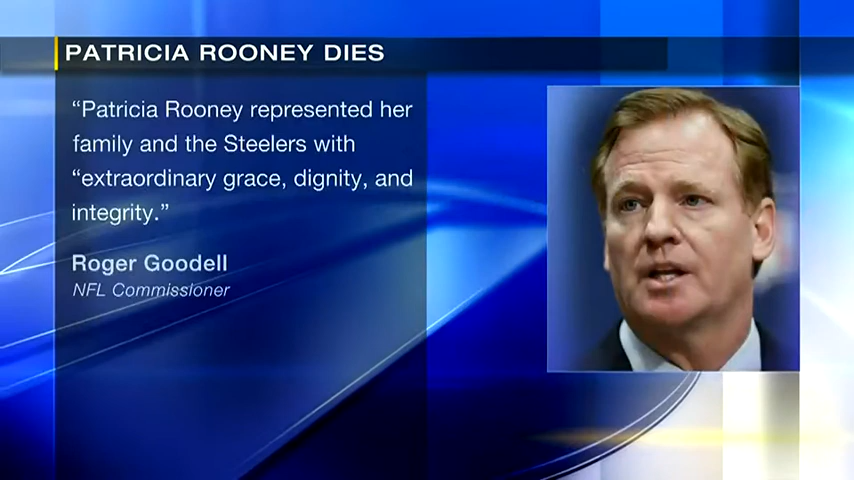 PATRICIA ROONEY DIES
“Patricia Rooney represented her
family and the Steelers with
“extraordinary grace, dignity, and
integrity.”
Roger Goodell
NFL Commissioner